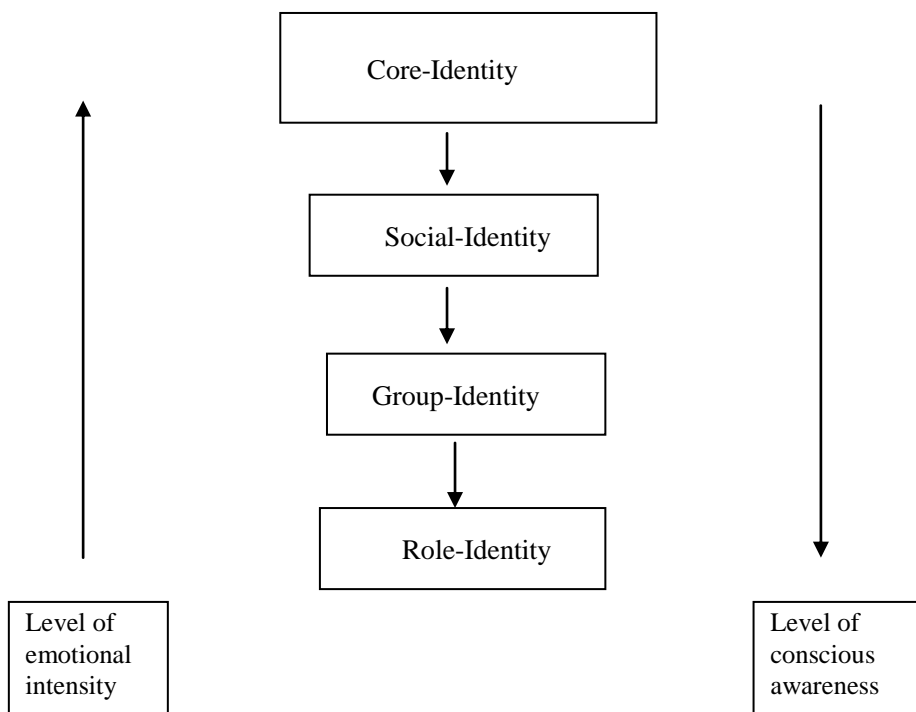 Core-Identity
Social-Identity
Group-Identity
Role-Identity
Level of
emotional
intensity
Level of
conscious
awareness